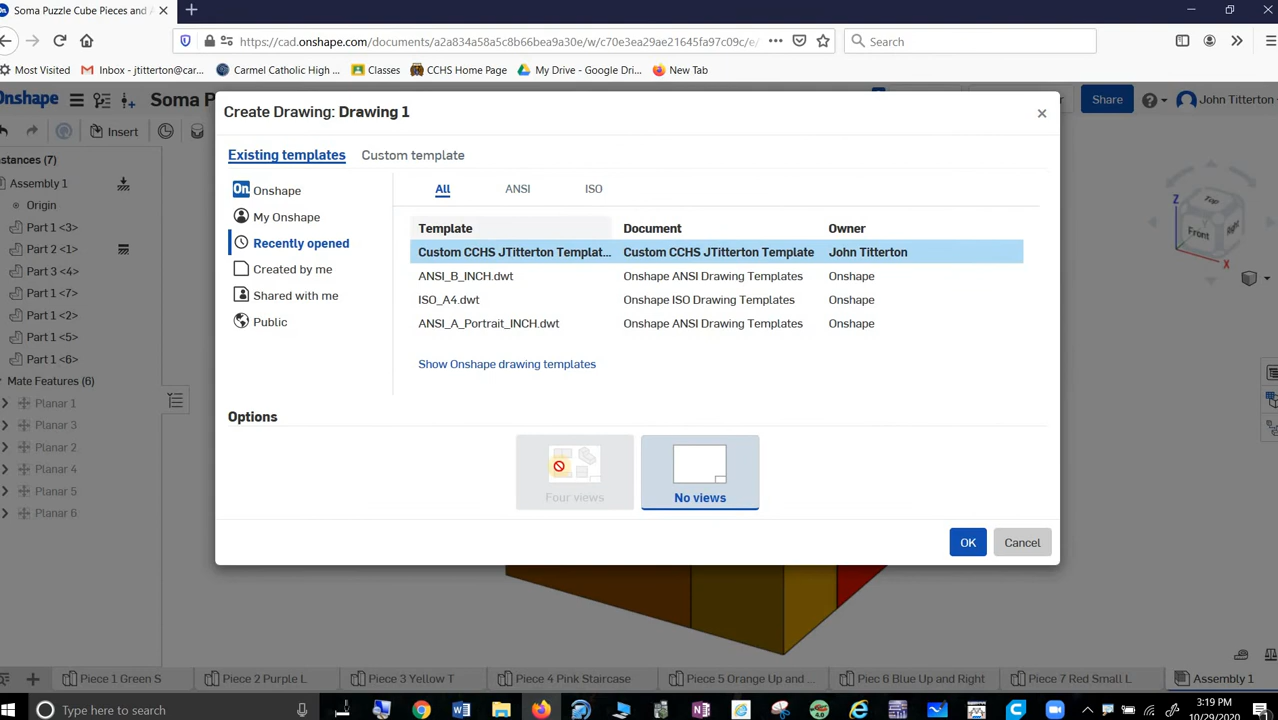 Soma Puzzle Cube Pieces and
https://cad.onshape.com/documents/a2a834a58a5c8b66bea9a30e/w/c70e3ea29ae21645fa97c09c/e/
Search
Most Visited
Inbox - jtitterton@car...
Carmel Catholic High ...
Classes
CCHS Home Page
My Drive - Google Dri...
New Tab
Onshape
Soma P
Share
John Titterton
Insert
Create Drawing: Drawing 1
Existing templates
Custom template
Onshape
My Onshape
Recently opened
Created by me
Shared with me
Public
All
ANSI
ISO
Template Document Owner
Custom CCHS JTitterton Templat... Custom CCHS JTitterton Template John Titterton
ANSI_B_INCH.dwt Onshape ANSI Drawing Templates Onshape
ISO_A4.dwt Onshape ISO Drawing Templates Onshape
ANSI_A_Portrait_INCH.dwt Onshape ANSI Drawing Templates Onshape
Show Onshape drawing templates
Options
Four views
No views
OK
Cancel
nstances (7)
Assembly 1
Origin
Part 1 <3>
Part 2 <1>
Part 3 <4>
Part 1 <7>
Part 1 <2>
Part 1 <5>
Part 1 <6>
Mate Features (6)
Planar 1
Planar 3
Planar 2
Planar 4
Planar 5
Planar 6
Z
Top
Front
Right
X
Piece 1 Green S
Piece 2 Purple L
Piece 3 Yellow T
Piece 4 Pink Staircase
Piece 5 Orange Up and ...
Piec 6 Blue Up and Right
Piece 7 Red Small L
Assembly 1
Type here to search
3:19 PM
10/29/2020